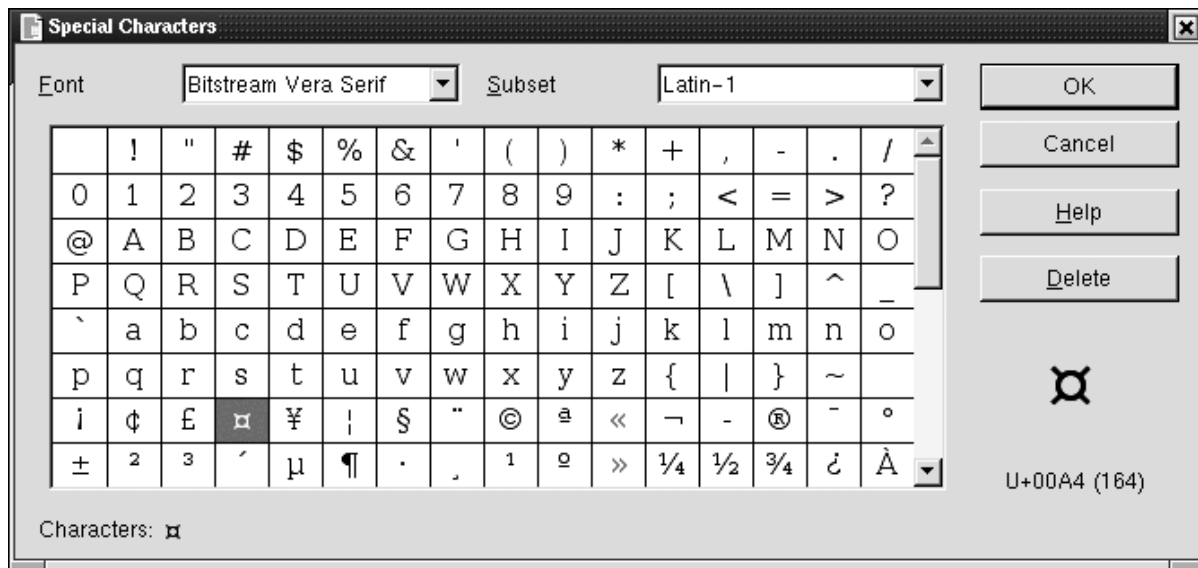 Special Characters
Font Bitstream Vera Serif Subset Latin-1 OK
! " # $ % & ' ( ) * + , - . / Cancel
0 1 2 3 4 5 6 7 8 9 : ; < = > ? Help
@ A B C D E F G H I J K L M N O
P Q R S T U V W X Y Z [ \ ] ^ _ Delete
` a b c d e f g h i j k l m n o
p q r s t u v w x y z { | } ~ ¤
¡ ¢ £ ¤ ¥ ¦ § ¨ © ª « ¬ - ® ¯ °
± ² ³ ´ µ ¶ · ¸ ¹ º » ¼ ½ ¾ ¿ À U+00A4 (164)
Characters: ¤